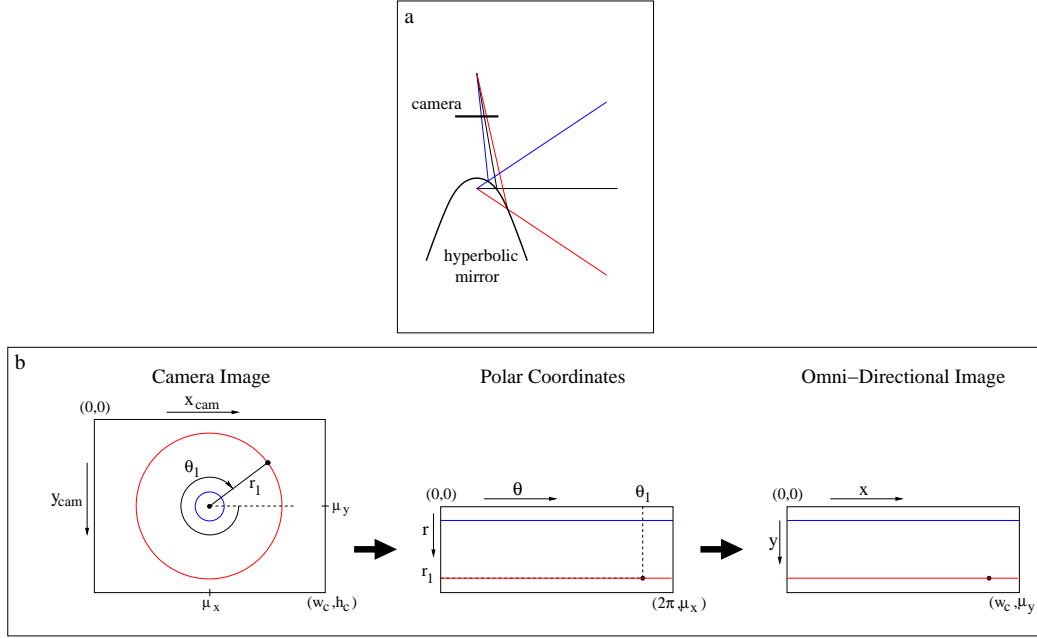 a
camera
hyperbolic
mirror
b
Camera Image
Polar Coordinates
Omni−Directional Image
(0,0)
x_cam
y_cam
θ_1
r_1
μ_y
μ_x
(w_c,h_c)
(0,0)
θ
θ_1
r
r_1
(2π,μ_x)
(0,0)
x
y
(w_c,μ_y